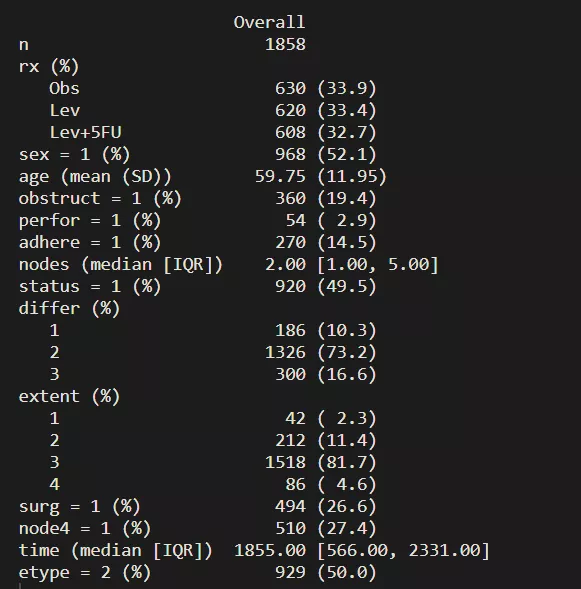 Overall
n 1858
rx (%)
Obs 630 (33.9)
Lev 620 (33.4)
Lev+5FU 608 (32.7)
sex = 1 (%) 968 (52.1)
age (mean (SD)) 59.75 (11.95)
obstruct = 1 (%) 360 (19.4)
perfor = 1 (%) 54 ( 2.9)
adhere = 1 (%) 270 (14.5)
nodes (median [IQR]) 2.00 [1.00, 5.00]
status = 1 (%) 920 (49.5)
differ (%)
1 186 (10.3)
2 1326 (73.2)
3 300 (16.6)
extent (%)
1 42 ( 2.3)
2 212 (11.4)
3 1518 (81.7)
4 86 ( 4.6)
surg = 1 (%) 494 (26.6)
node4 = 1 (%) 510 (27.4)
time (median [IQR]) 1855.00 [566.00, 2331.00]
etype = 2 (%) 929 (50.0)